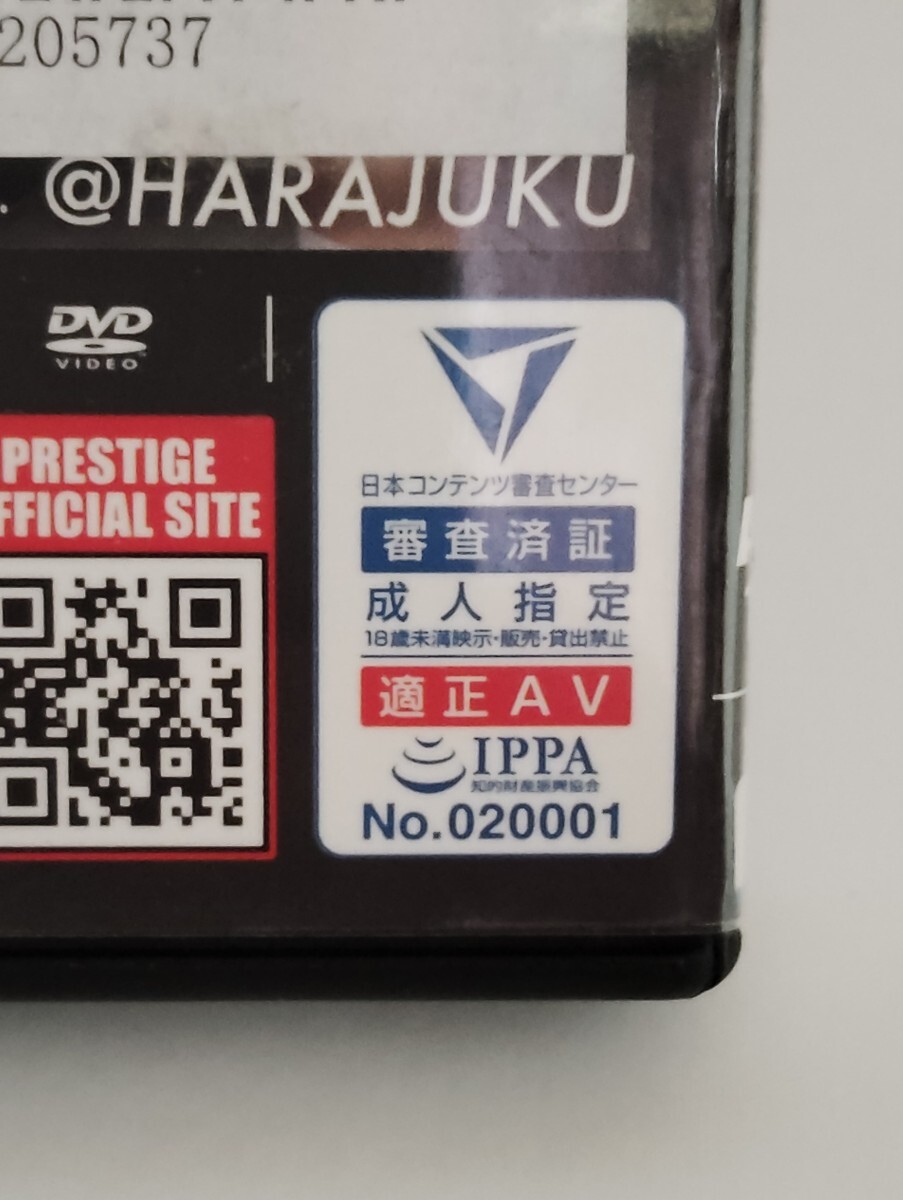 205737
@HARAJUKU
DVD
VIDEO
PRESTIGE
OFFICIAL SITE
日本コンテンツ審査センター
審査済証
成人指定
18歳未満映示・販売・貸出禁止
適正AV
IPPA
知的財産振興協会
No.020001